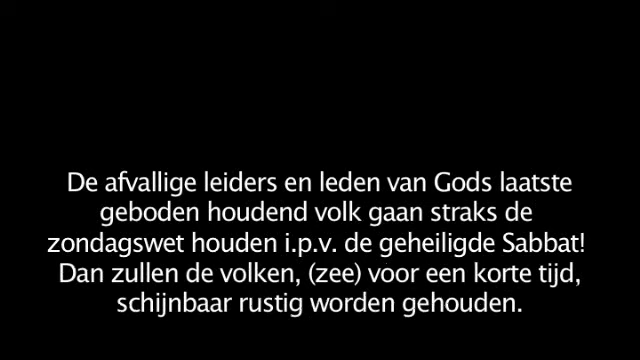 De afvallige leiders en leden van Gods laatste
geboden houdend volk gaan straks de
zondagswet houden i.p.v. de geheiligde Sabbat!
Dan zullen de volken, (zee) voor een korte tijd,
schijnbaar rustig worden gehouden.